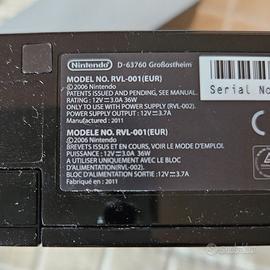 Nintendo D-63760 Großostheim
Serial No
MODEL NO. RVL-001(EUR)
©2006 Nintendo
PATENTS ISSUED AND PENDING, SEE MANUAL.
RATING : 12V⎓3.0A 36W
ONLY TO USE WITH POWER SUPPLY (RVL-002).
POWER SUPPLY OUTPUT : 12V⎓3.7A
Manufactured : 2011
MODELE NO. RVL-001(EUR)
©2006 Nintendo
BREVETS EMIS ET EN COURS, VOIR LE MODE D'EMPLOI
PUISSANCE : 12V⎓3.0A 36W
A UTILISER UNIQUEMENT AVEC LE BLOC
D'ALIMENTATION(RVL-002).
BLOC D'ALIMENTATION SORTIE :12V⎓3.7A
Fabriqué en : 2011